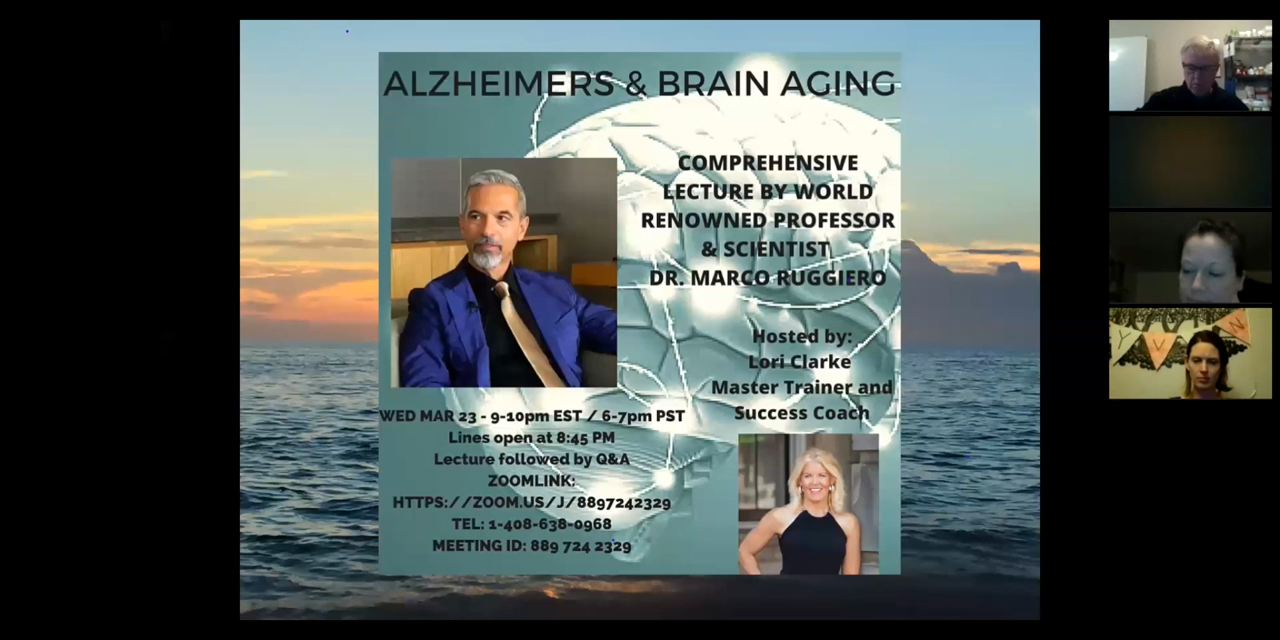 ALZHEIMERS & BRAIN AGING
COMPREHENSIVE
LECTURE BY WORLD
RENOWNED PROFESSOR
& SCIENTIST
DR. MARCO RUGGIERO
Hosted by:
Lori Clarke
Master Trainer and
Success Coach
WED MAR 23 - 9-10pm EST / 6-7pm PST
Lines open at 8:45 PM
Lecture followed by Q&A
ZOOMLINK:
HTTPS://ZOOM.US/J/8897242329
TEL: 1-408-638-0968
MEETING ID: 889 724 2329
Y V N